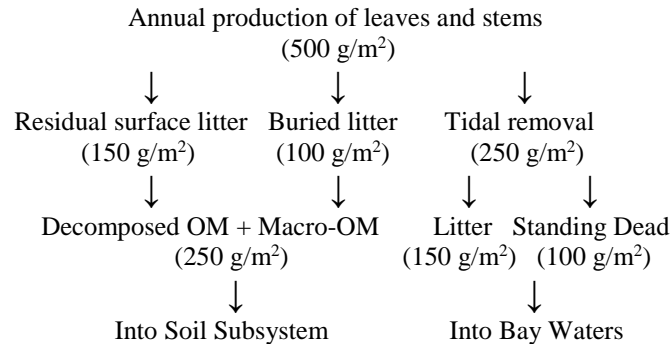 Annual production of leaves and stems
(500 g/m²)
↓ ↓ ↓
Residual surface litter Buried litter Tidal removal
(150 g/m²) (100 g/m²) (250 g/m²)
↓ ↓ ↓ ↓
Decomposed OM + Macro-OM Litter Standing Dead
(250 g/m²) (150 g/m²) (100 g/m²)
↓ ↓
Into Soil Subsystem Into Bay Waters